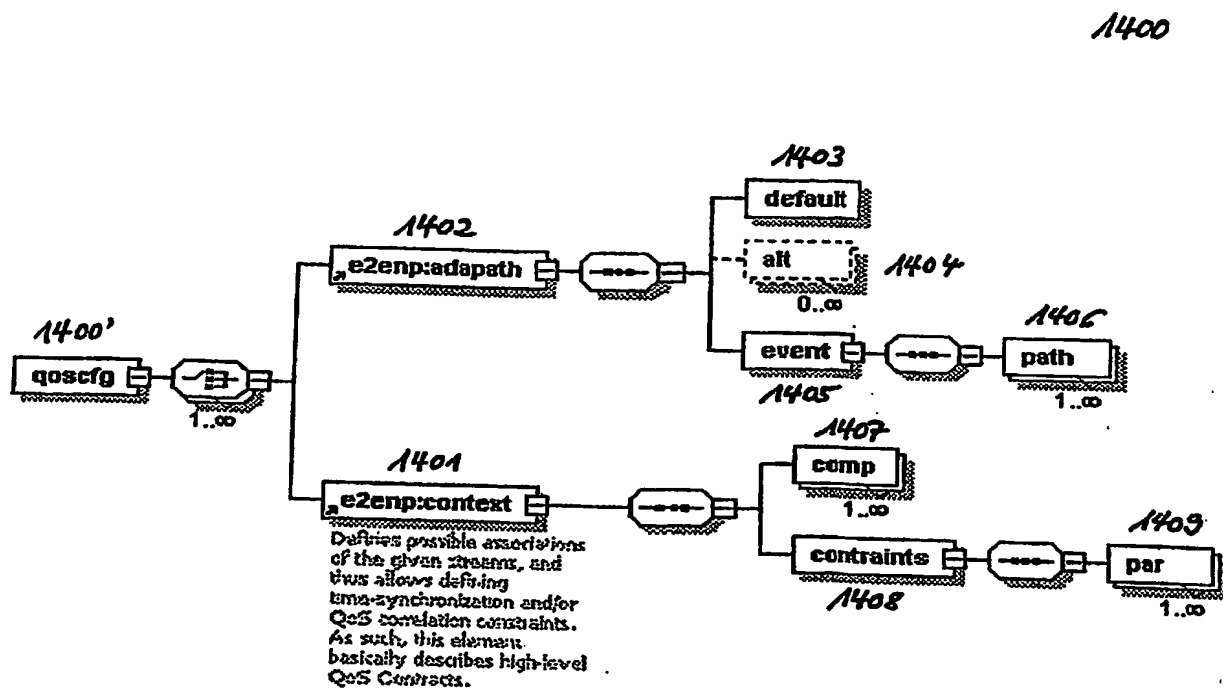 1400
1403
default
1402
e2enp:adapath
alt
1404
0..∞
1400'
qoscfg
1..∞
event
1405
1406
path
1..∞
1401
e2enp:context
Defines possible associations
of the given streams, and
thus allows defining
time-synchronization and/or
QoS correlation constraints.
As such, this element
basically describes high-level
QoS Contracts.
1407
comp
1..∞
contraints
1408
1409
par
1..∞